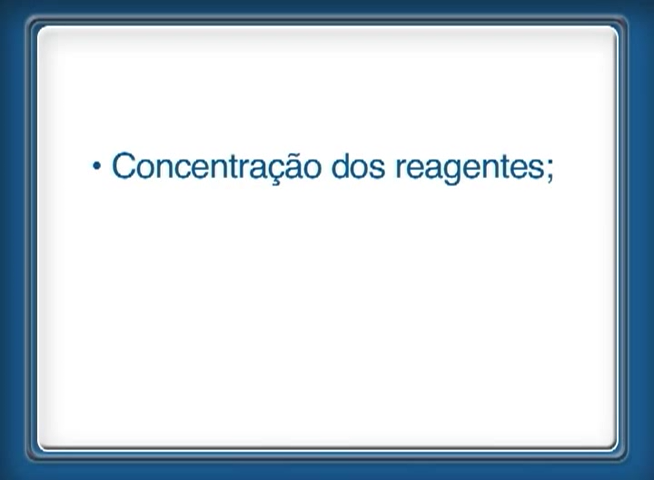 • Concentração dos reagentes;